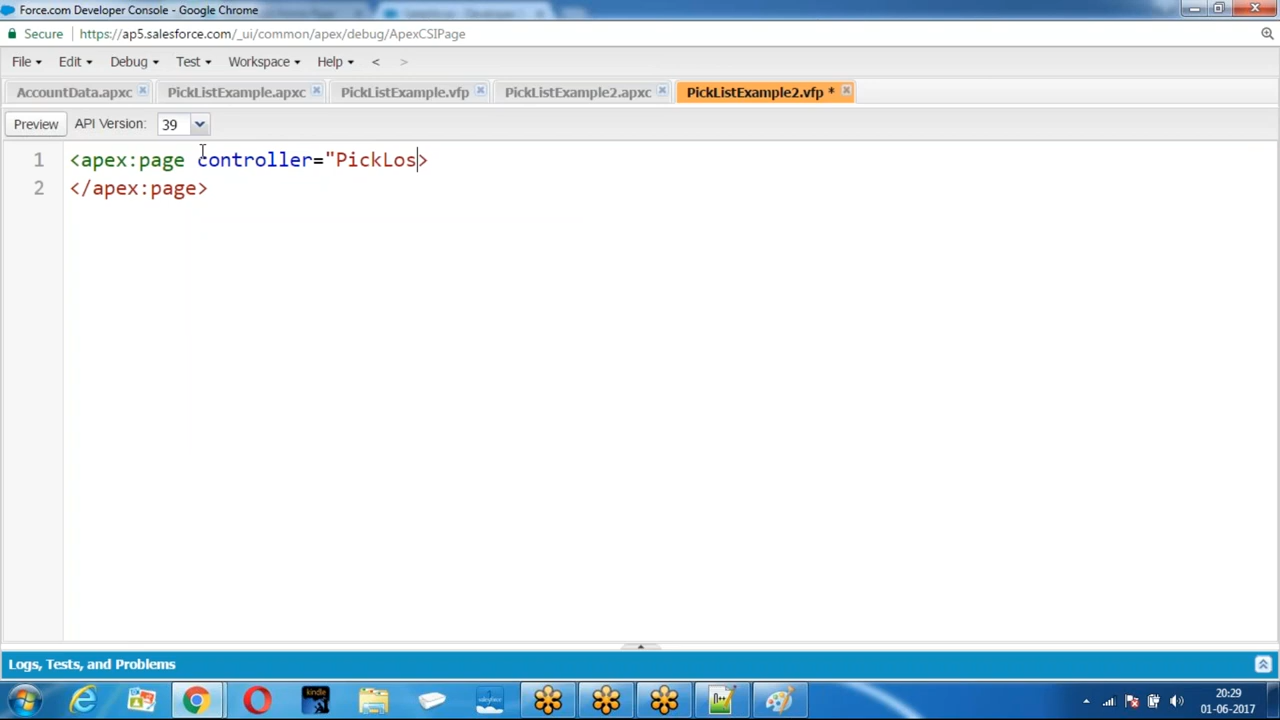 Force.com Developer Console - Google Chrome
Secure https://ap5.salesforce.com/_ui/common/apex/debug/ApexCSIPage
File Edit Debug Test Workspace Help < >
AccountData.apxc PickListExample.apxc PickListExample.vfp PickListExample2.apxc PickListExample2.vfp *
Preview API Version: 39
1 <apex:page controller="PickLos>
2 </apex:page>
Logs, Tests, and Problems
kindle
20:29
01-06-2017